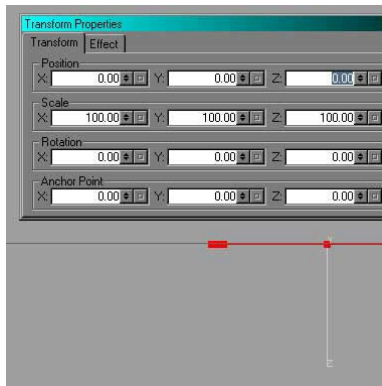 Transform Properties
Transform Effect
Position
X: 0.00 Y: 0.00 Z: 0.00
Scale
X: 100.00 Y: 100.00 Z: 100.00
Rotation
X: 0.00 Y: 0.00 Z: 0.00
Anchor Point
X: 0.00 Y: 0.00 Z: 0.00